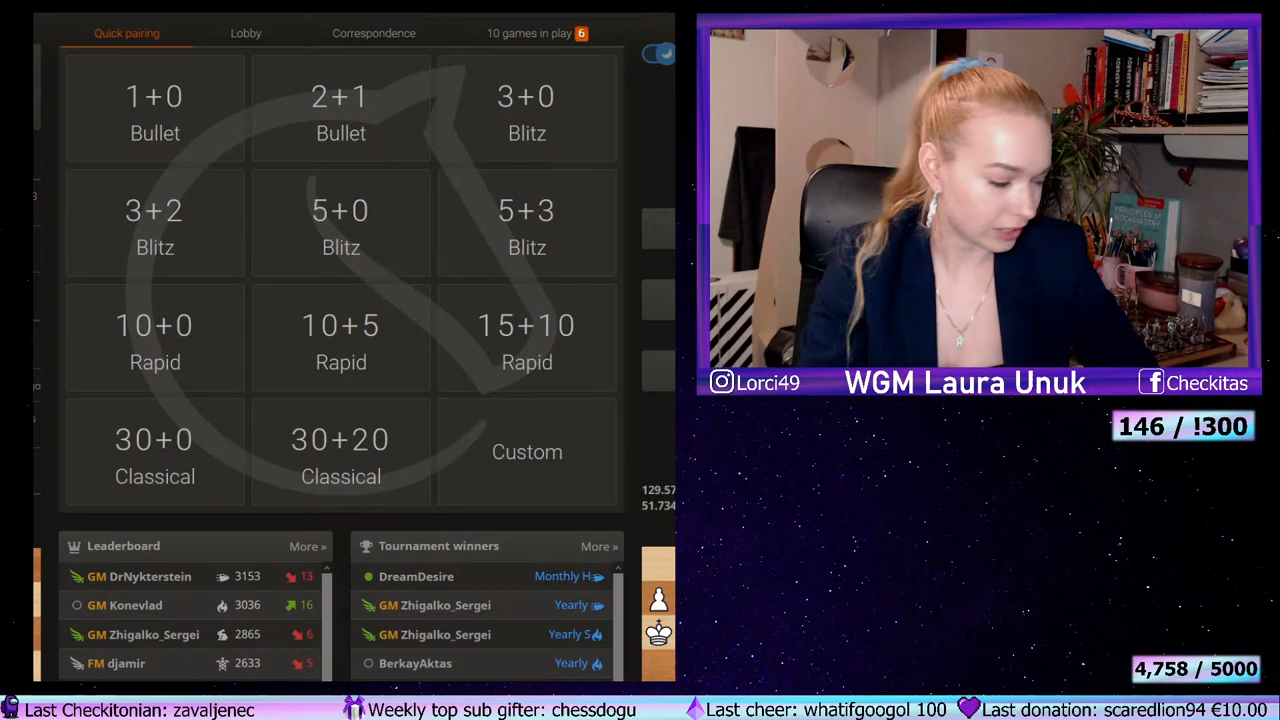 Quick pairing Lobby Correspondence 10 games in play 6
1+0 2+1 3+0
Bullet Bullet Blitz
3+2 5+0 5+3
Blitz Blitz Blitz
10+0 10+5 15+10
Rapid Rapid Rapid
30+0 30+20 Custom
Classical Classical
129.57
51.734
Leaderboard More »
GM DrNykterstein 3153 13
GM Konevlad 3036 16
GM Zhigalko_Sergei 2865 6
FM djamir 2633 5
Tournament winners More »
DreamDesire Monthly H
GM Zhigalko_Sergei Yearly
GM Zhigalko_Sergei Yearly S
BerkayAktas Yearly
PRINCIPLES OF
BIOCHEMISTRY
Lorci49 WGM Laura Unuk Checkitas
146 / !300
4,758 / 5000
Last Checkitonian: zavaljenec Weekly top sub gifter: chessdogu Last cheer: whatifgoogol 100 Last donation: scaredlion94 €10.00